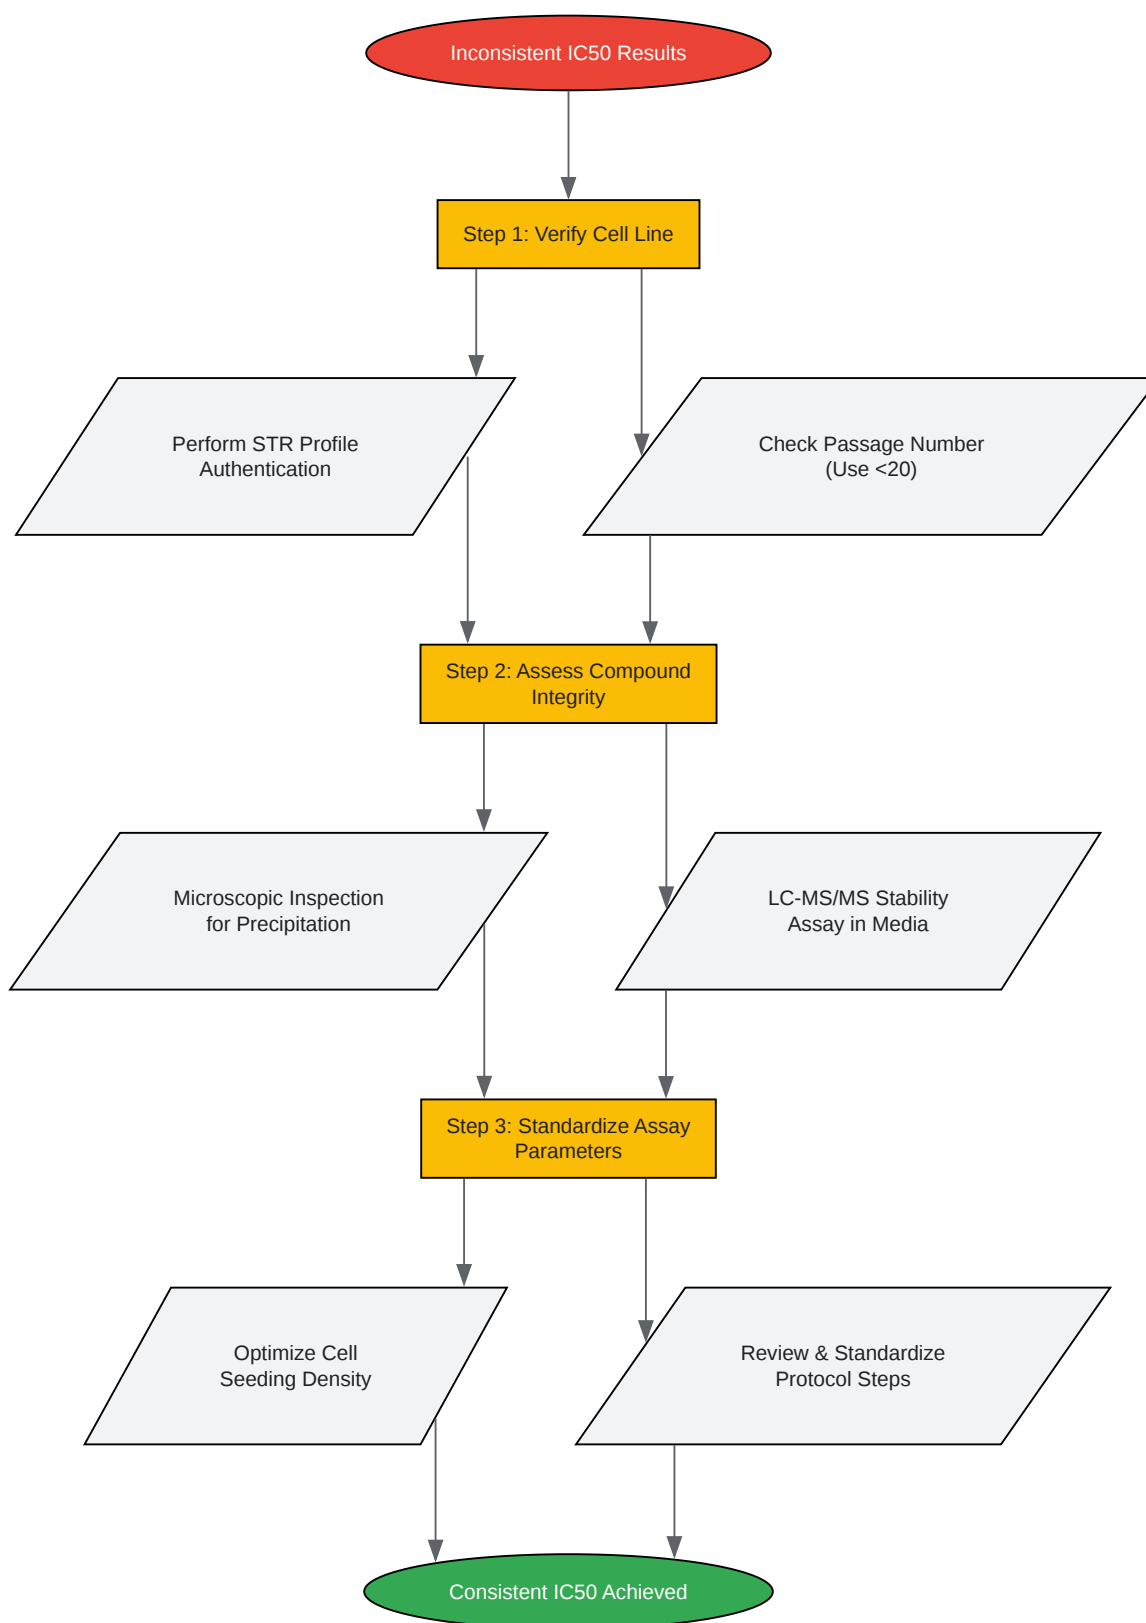 Inconsistent IC50 Results
Step 1: Verify Cell Line
Perform STR Profile
Authentication
Check Passage Number
(Use <20)
Step 2: Assess Compound
Integrity
Microscopic Inspection
for Precipitation
LC-MS/MS Stability
Assay in Media
Step 3: Standardize Assay
Parameters
Optimize Cell
Seeding Density
Review & Standardize
Protocol Steps
Consistent IC50 Achieved